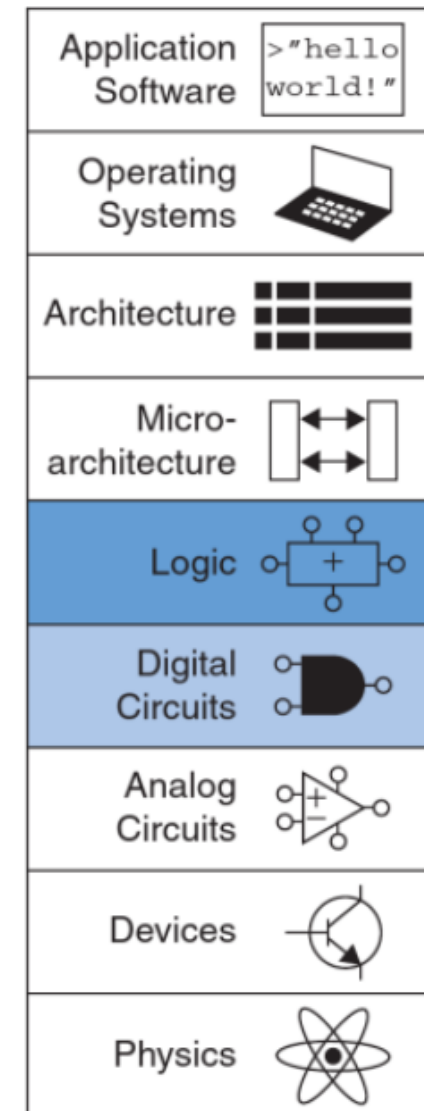 Application
Software
>"hello
world!"
Operating
Systems
Architecture
Micro-
architecture
Logic
+
Digital
Circuits
Analog
Circuits
+
−
Devices
Physics